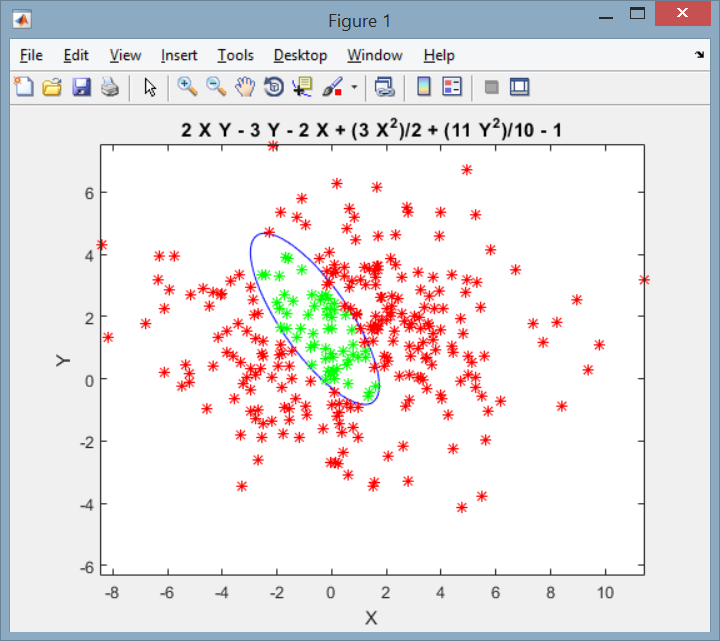 Figure 1
File Edit View Insert Tools Desktop Window Help
2 X Y - 3 Y - 2 X + (3 X²)/2 + (11 Y²)/10 - 1
6
4
2
0
-2
-4
-6
Y
-8 -6 -4 -2 0 2 4 6 8 10
X